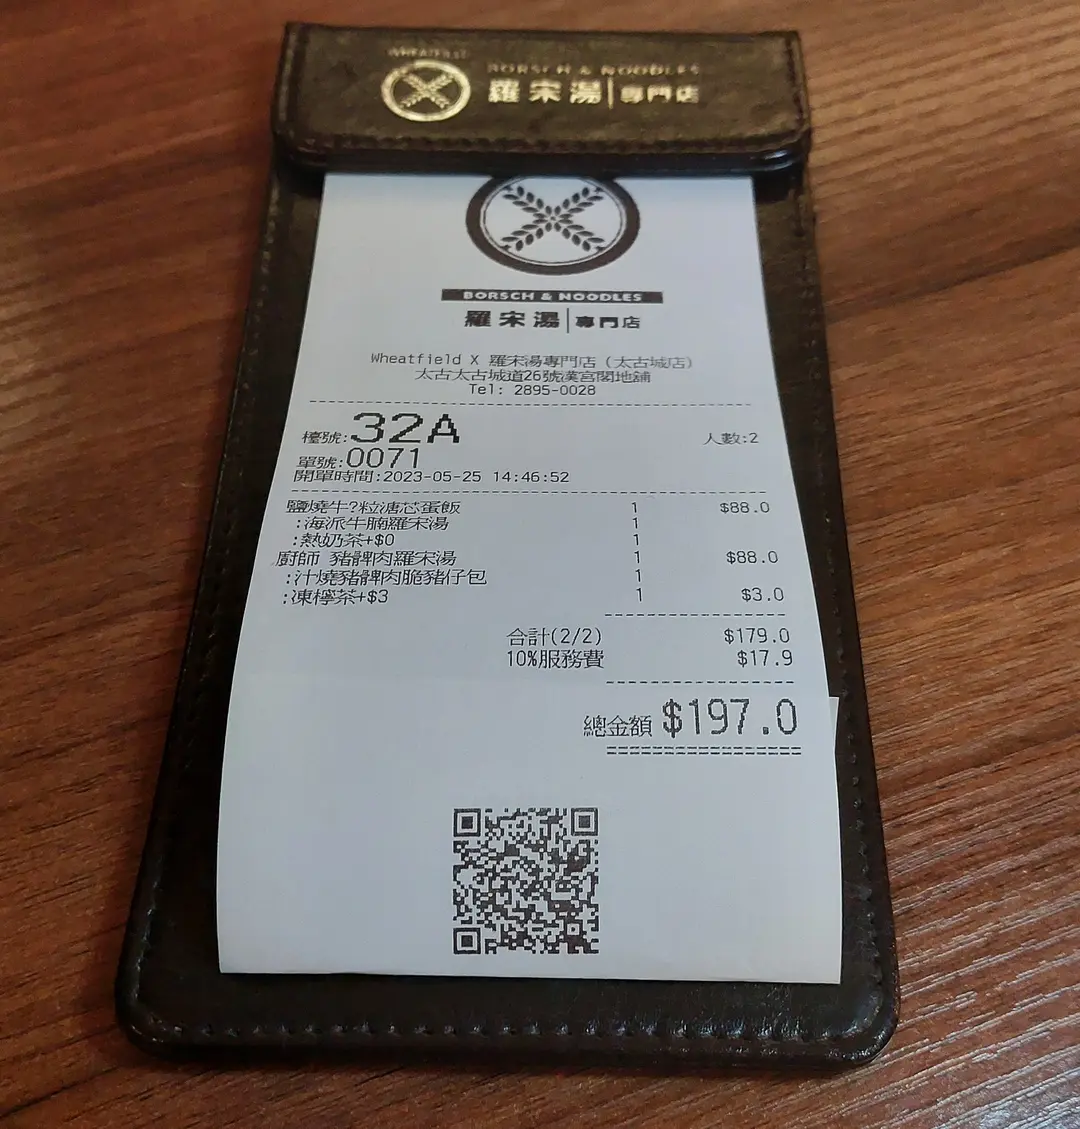 WHEATFIELD
BORSCH & NOODLES
羅宋湯|專門店
BORSCH & NOODLES
羅宋湯|專門店
Wheatfield X 羅宋湯專門店 (太古城店)
太古太古城道26號漢宮閣地舖
Tel: 2895-0028
檯號:32A 人數:2
單號:0071
開單時間:2023-05-25 14:46:52
鹽燒牛?粒溏芯蛋飯 1 $88.0
:海派牛腩羅宋湯 1
:熱奶茶+$0 1
廚師 豬髀肉羅宋湯 1 $88.0
:汁燒豬髀肉脆豬仔包 1
:凍檸茶+$3 1 $3.0
合計(2/2) $179.0
10%服務費 $17.9
總金額 $197.0